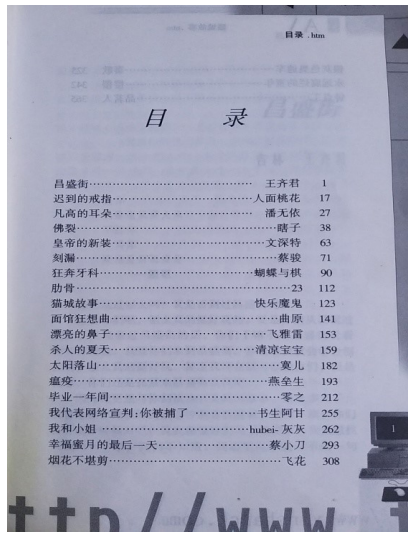 目录 .htm
目 录
昌盛街…………………………………… 王齐君 1
迟到的戒指………………………………人面桃花 17
凡高的耳朵……………………………… 潘无依 27
佛裂………………………………………… 瞎子 38
皇帝的新装………………………………文深特 63
刻漏………………………………………… 蔡骏 71
狂奔牙科…………………………………蝴蝶与棋 90
肋骨…………………………………………23 112
猫城故事……………………………… 快乐魔鬼 123
面馆狂想曲…………………………………曲原 141
漂亮的鼻子………………………………飞雅雷 153
杀人的夏天………………………………清凉宝宝 159
太阳落山……………………………………寞儿 182
瘟疫………………………………………燕垒生 193
毕业一年间…………………………………零之 212
我代表网络宣判:你被捕了 ……………书生阿甘 255
我和小姐 ………………………………hubei-灰灰 262
幸福蜜月的最后一天……………………蔡小刀 293
烟花不堪剪…………………………………飞花 308
1
ttp//www